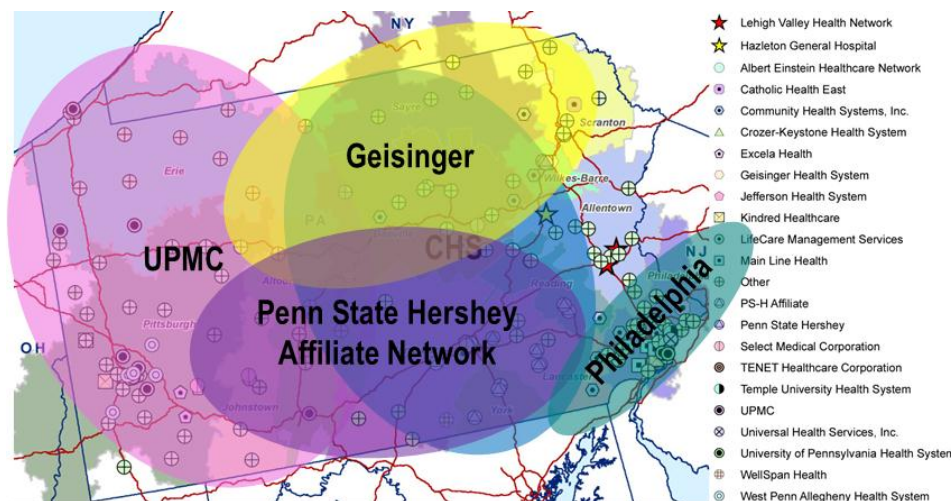 NY
Lehigh Valley Health Network
Hazleton General Hospital
Albert Einstein Healthcare Network
Catholic Health East
Community Health Systems, Inc.
Crozer-Keystone Health System
Excela Health
Geisinger Health System
Jefferson Health System
Kindred Healthcare
LifeCare Management Services
Main Line Health
Other
PS-H Affiliate
Penn State Hershey
Select Medical Corporation
TENET Healthcare Corporation
Temple University Health System
UPMC
Universal Health Services, Inc.
University of Pennsylvania Health System
WellSpan Health
West Penn Allegheny Health System
Sayre
Scranton
Geisinger
Erie
Wilkes-Barre
Allentown
PA
UPMC
CHS
NJ
Reading
Penn State Hershey
Affiliate Network
Philadelphia
Pittsburgh
OH
Lancaster
Johnstown
York